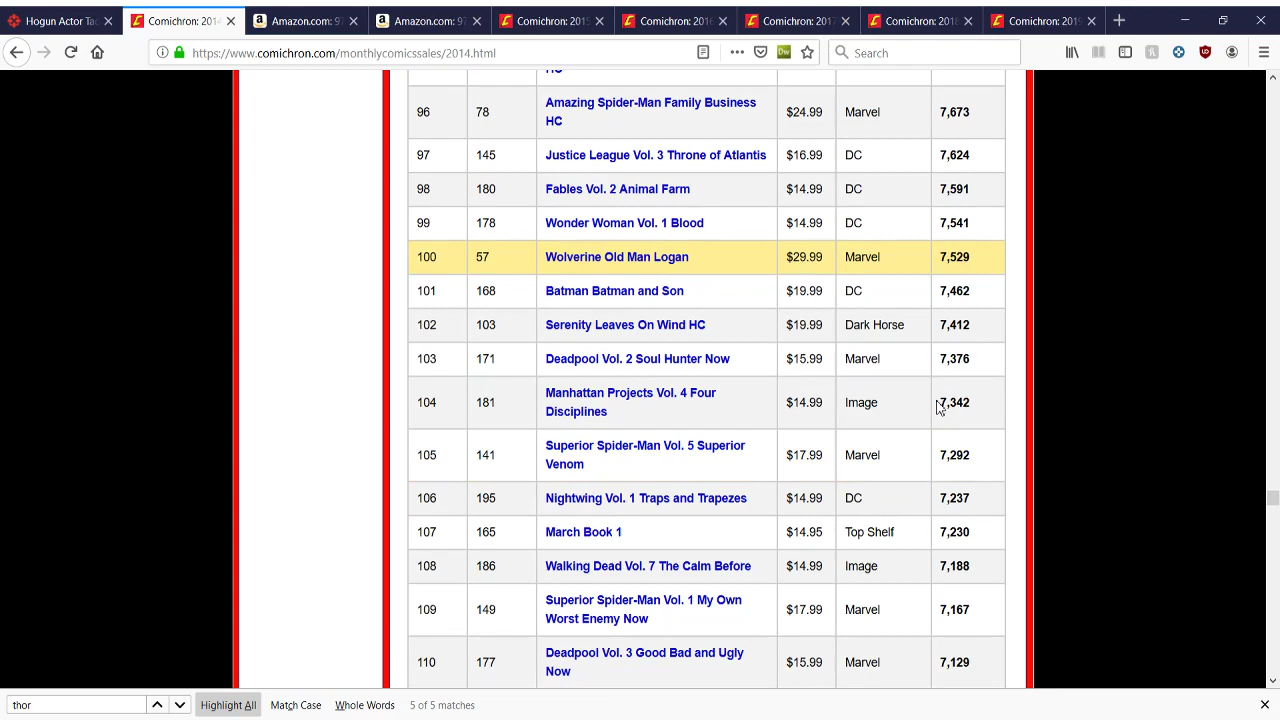 Hogun Actor Tac
Comichron: 2014
Amazon.com: 97
Amazon.com: 97
Comichron: 2015
Comichron: 2016
Comichron: 2017
Comichron: 2018
Comichron: 2019
https://www.comichron.com/monthlycomicssales/2014.html
Search
HC
96 78 Amazing Spider-Man Family Business $24.99 Marvel 7,673
HC
97 145 Justice League Vol. 3 Throne of Atlantis $16.99 DC 7,624
98 180 Fables Vol. 2 Animal Farm $14.99 DC 7,591
99 178 Wonder Woman Vol. 1 Blood $14.99 DC 7,541
100 57 Wolverine Old Man Logan $29.99 Marvel 7,529
101 168 Batman Batman and Son $19.99 DC 7,462
102 103 Serenity Leaves On Wind HC $19.99 Dark Horse 7,412
103 171 Deadpool Vol. 2 Soul Hunter Now $15.99 Marvel 7,376
104 181 Manhattan Projects Vol. 4 Four $14.99 Image 7,342
Disciplines
105 141 Superior Spider-Man Vol. 5 Superior $17.99 Marvel 7,292
Venom
106 195 Nightwing Vol. 1 Traps and Trapezes $14.99 DC 7,237
107 165 March Book 1 $14.95 Top Shelf 7,230
108 186 Walking Dead Vol. 7 The Calm Before $14.99 Image 7,188
109 149 Superior Spider-Man Vol. 1 My Own $17.99 Marvel 7,167
Worst Enemy Now
110 177 Deadpool Vol. 3 Good Bad and Ugly $15.99 Marvel 7,129
Now
thor
Highlight All
Match Case
Whole Words
5 of 5 matches